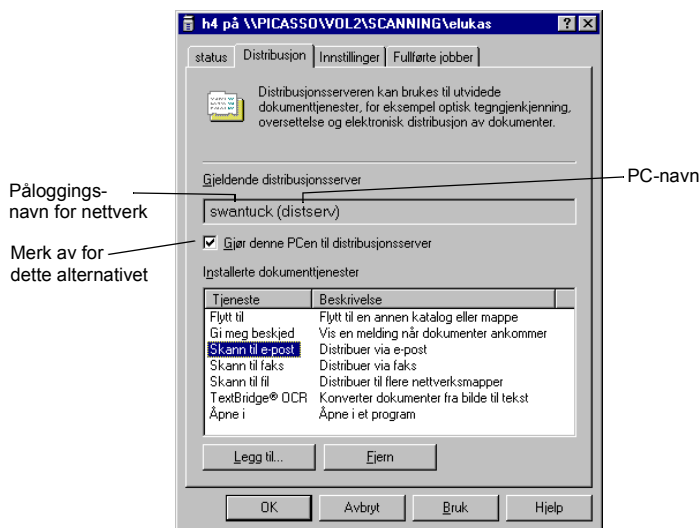 h4 på \\PICASSO\VOL2\SCANNING\elukas
status Distribusjon Innstillinger Fullførte jobber
Distribusjonsserveren kan brukes til utvidede
dokumenttjenester, for eksempel optisk tegngjenkjenning,
oversettelse og elektronisk distribusjon av dokumenter.
Gjeldende distribusjonsserver
PC-navn
Påloggings-
navn for nettverk
swantuck (distserv)
Gjør denne PCen til distribusjonsserver
Merk av for
dette alternativet
Installerte dokumenttjenester
Tjeneste Beskrivelse
Flytt til Flytt til en annen katalog eller mappe
Gi meg beskjed Vis en melding når dokumenter ankommer
Skann til e-post Distribuer via e-post
Skann til faks Distribuer via faks
Skann til fil Distribuer til flere nettverksmapper
TextBridge® OCR Konverter dokumenter fra bilde til tekst
Åpne i Åpne i et program
Legg til... Fjern
OK Avbryt Bruk Hjelp